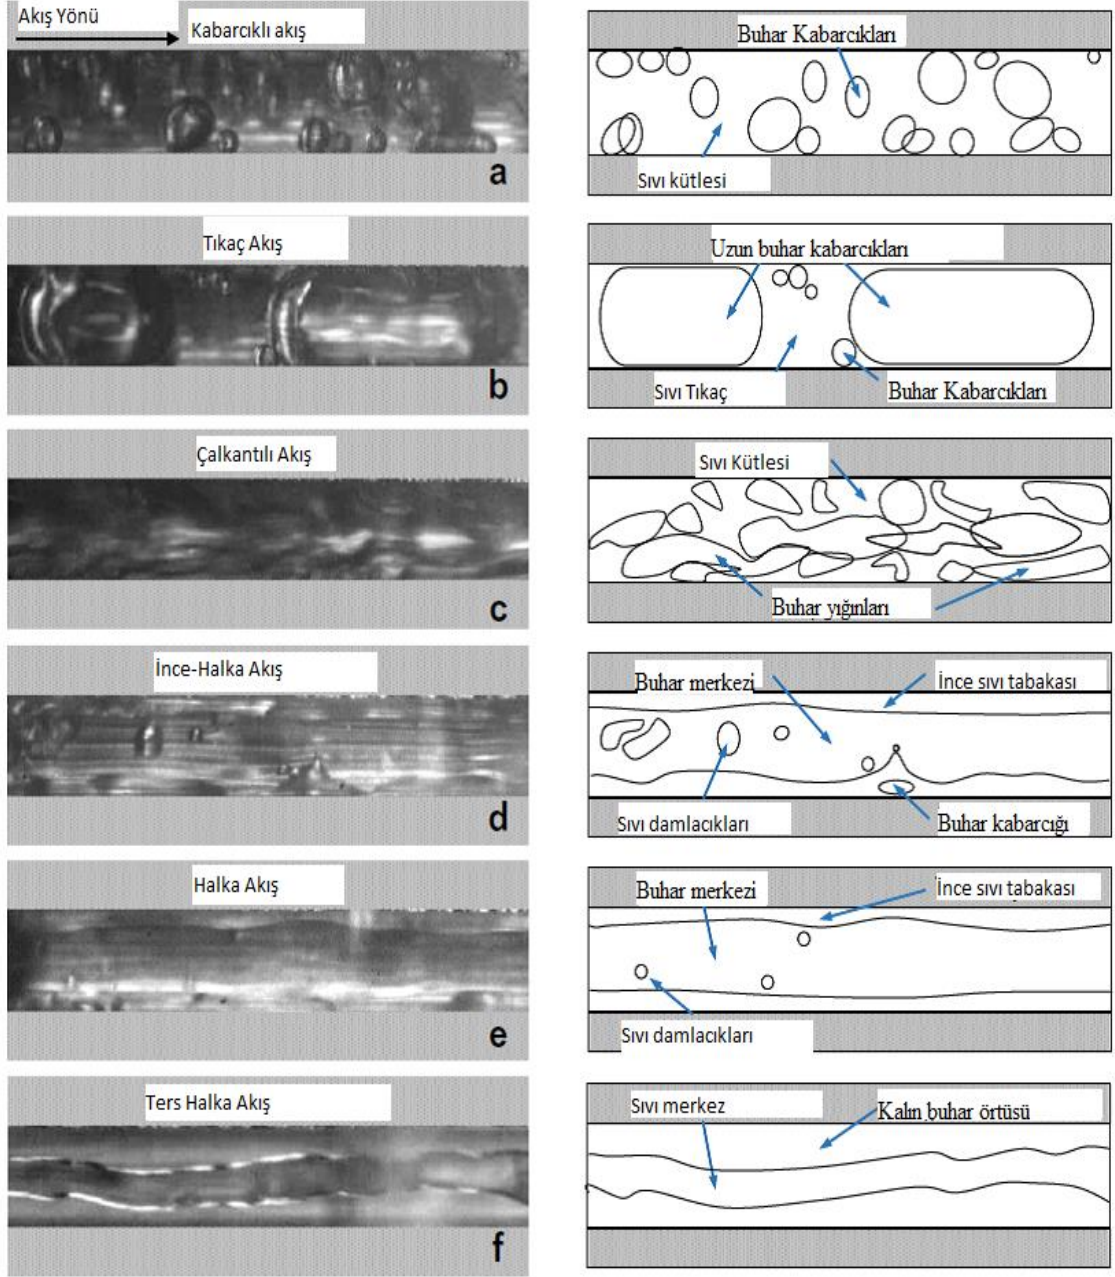 Akış Yönü
Kabarcıklı akış
a
Buhar Kabarcıkları
Sıvı kütlesi
Tıkaç Akış
b
Uzun buhar kabarcıkları
Sıvı Tıkaç
Buhar Kabarcıkları
Çalkantılı Akış
c
Sıvı Kütlesi
Buhar yığınları
İnce-Halka Akış
d
Buhar merkezi
İnce sıvı tabakası
Sıvı damlacıkları
Buhar kabarcığı
Halka Akış
e
Buhar merkezi
İnce sıvı tabakası
Sıvı damlacıkları
Ters Halka Akış
f
Sıvı merkez
Kalın buhar örtüsü